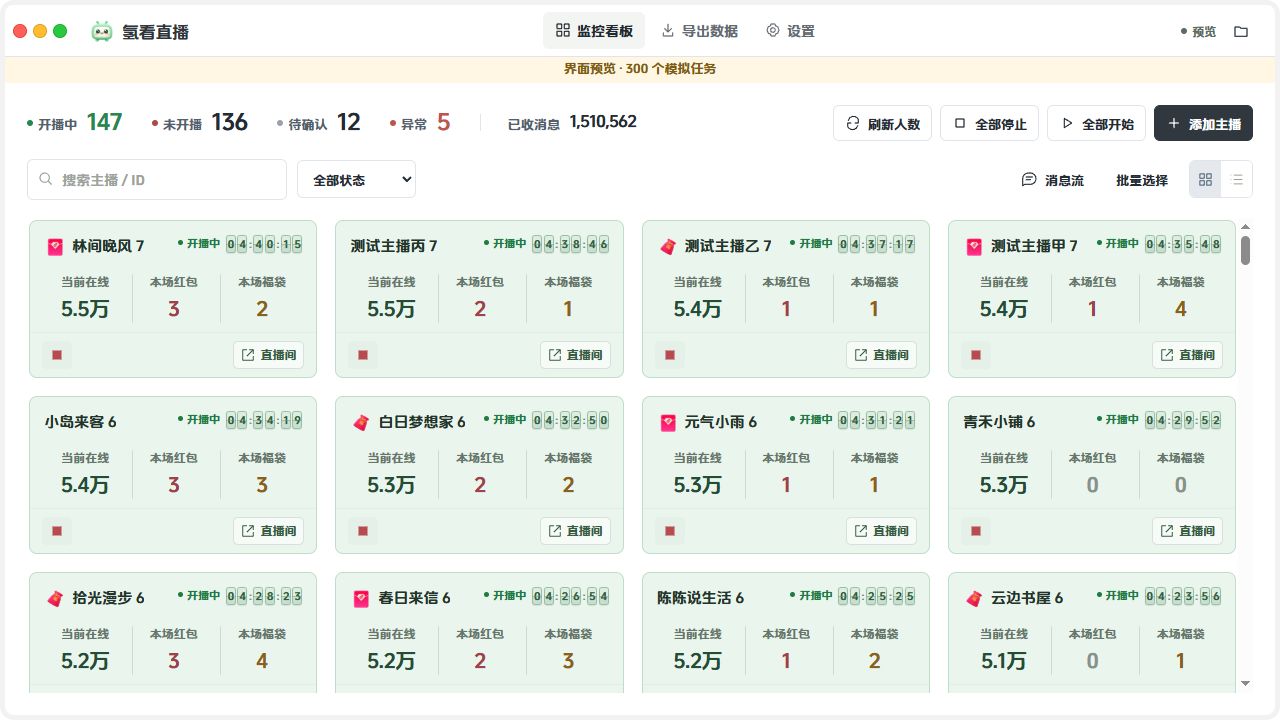 氢看直播
监控看板
导出数据
设置
预览
界面预览 · 300 个模拟任务
开播中 147
未开播 136
待确认 12
异常 5
已收消息 1,510,562
刷新人数
全部停止
全部开始
添加主播
搜索主播 / ID
全部状态
消息流
批量选择
林间晚风 7 开播中 04:40:15
当前在线 本场红包 本场福袋
5.5万 3 2
直播间
测试主播丙 7 开播中 04:38:46
当前在线 本场红包 本场福袋
5.5万 2 1
直播间
测试主播乙 7 开播中 04:37:17
当前在线 本场红包 本场福袋
5.4万 1 1
直播间
测试主播甲 7 开播中 04:35:48
当前在线 本场红包 本场福袋
5.4万 1 4
直播间
小岛来客 6 开播中 04:34:19
当前在线 本场红包 本场福袋
5.4万 3 3
直播间
白日梦想家 6 开播中 04:32:50
当前在线 本场红包 本场福袋
5.3万 2 2
直播间
元气小雨 6 开播中 04:31:21
当前在线 本场红包 本场福袋
5.3万 1 1
直播间
青禾小铺 6 开播中 04:29:52
当前在线 本场红包 本场福袋
5.3万 0 0
直播间
拾光漫步 6 开播中 04:28:23
当前在线 本场红包 本场福袋
5.2万 3 4
春日来信 6 开播中 04:26:54
当前在线 本场红包 本场福袋
5.2万 2 3
陈陈说生活 6 开播中 04:25:25
当前在线 本场红包 本场福袋
5.2万 1 2
云边书屋 6 开播中 04:23:56
当前在线 本场红包 本场福袋
5.1万 0 1